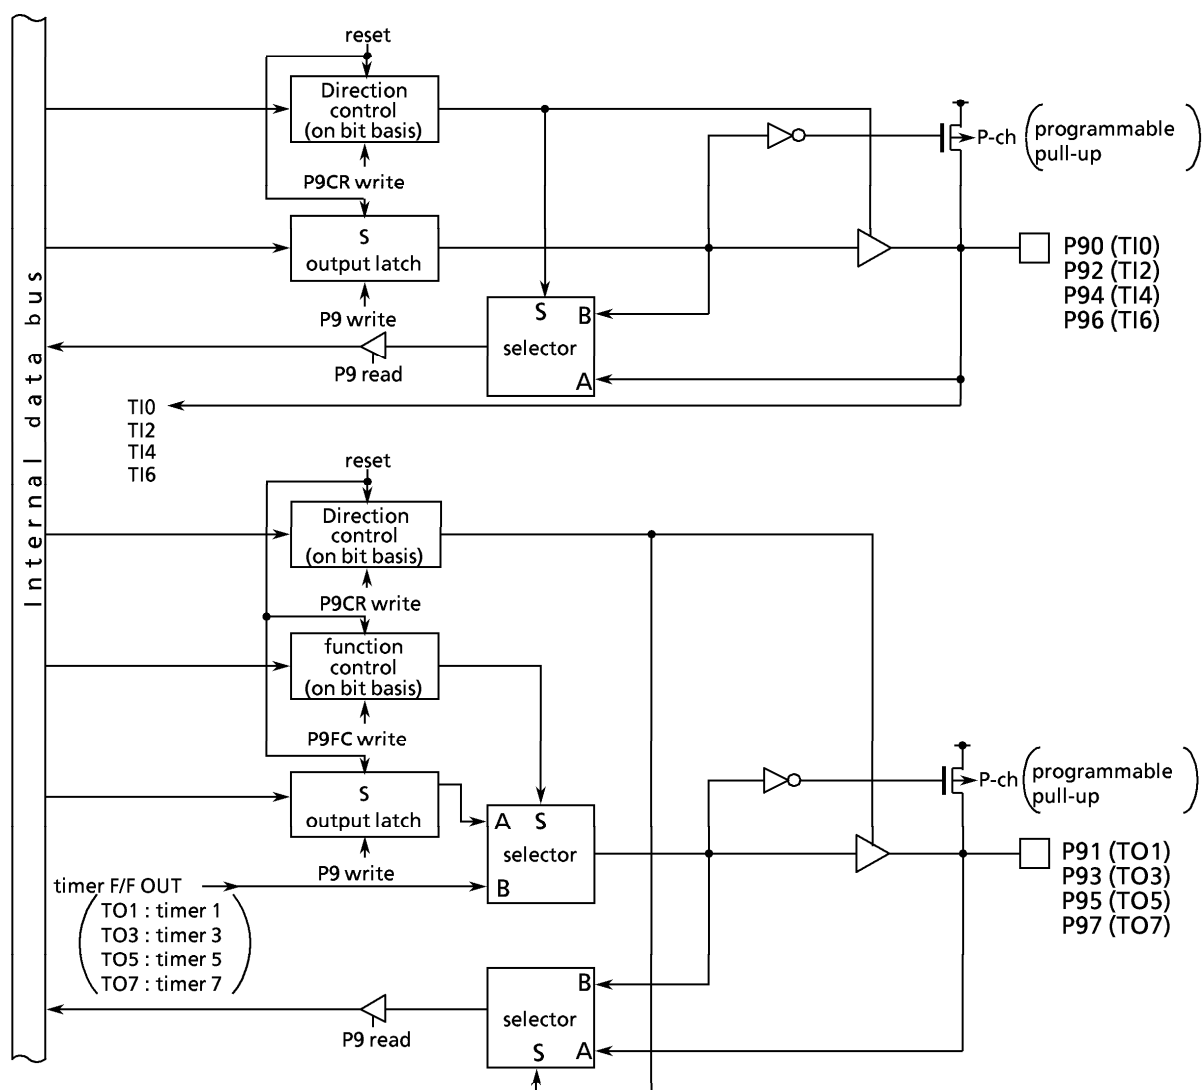 reset
Direction
control
(on bit basis)
P9CR write
S
output latch
P9 write
P9 read
S
B
selector
A
P-ch
programmable
pull-up
P90 (TI0)
P92 (TI2)
P94 (TI4)
P96 (TI6)
TI0
TI2
TI4
TI6
Internal data bus
reset
Direction
control
(on bit basis)
P9CR write
function
control
(on bit basis)
P9FC write
S
output latch
P9 write
A S
selector
B
timer F/F OUT
TO1 : timer 1
TO3 : timer 3
TO5 : timer 5
TO7 : timer 7
P-ch
programmable
pull-up
P91 (TO1)
P93 (TO3)
P95 (TO5)
P97 (TO7)
B
selector
S A
P9 read